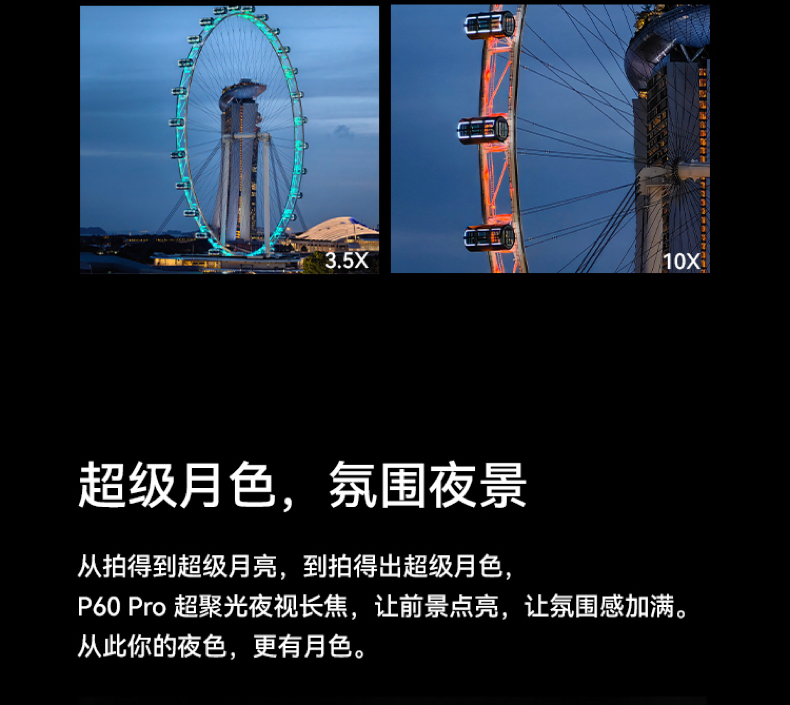 3.5X
10X
超级月色，氛围夜景
从拍得到超级月亮，到拍得出超级月色，
P60 Pro 超聚光夜视长焦，让前景点亮，让氛围感加满。
从此你的夜色，更有月色。